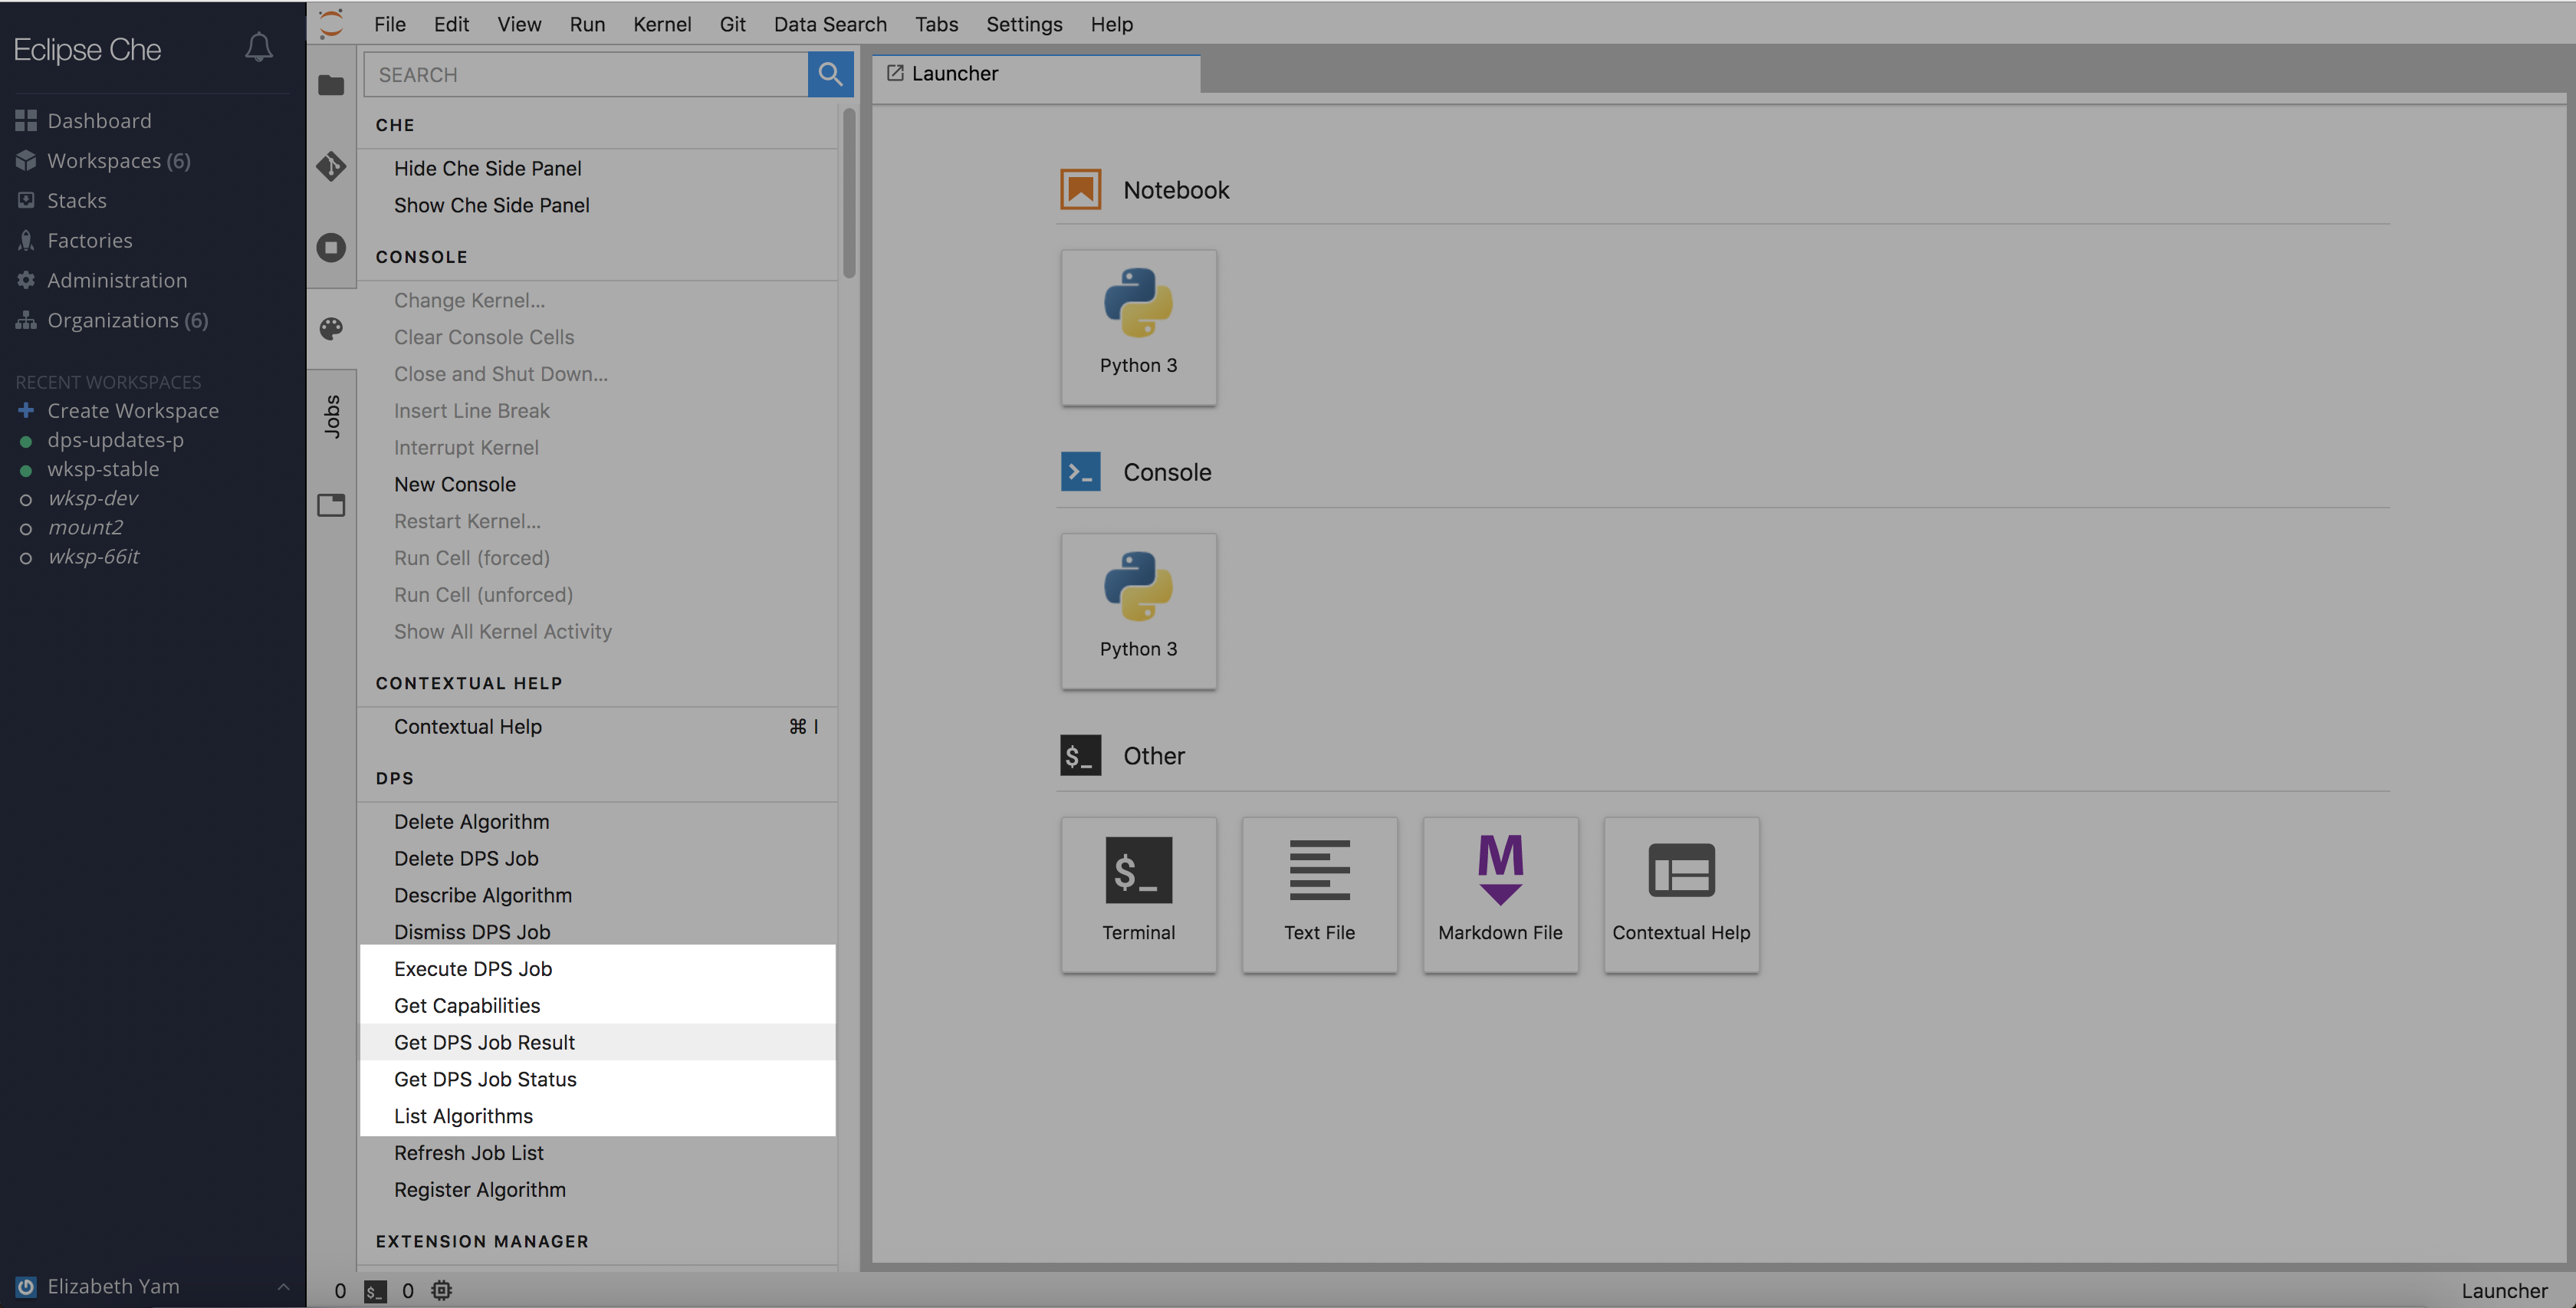 Eclipse Che
Dashboard
Workspaces (6)
Stacks
Factories
Administration
Organizations (6)
RECENT WORKSPACES
Create Workspace
dps-updates-p
wksp-stable
wksp-dev
mount2
wksp-66it
Elizabeth Yam
File Edit View Run Kernel Git Data Search Tabs Settings Help
Jobs
SEARCH
CHE
Hide Che Side Panel
Show Che Side Panel
CONSOLE
Change Kernel...
Clear Console Cells
Close and Shut Down...
Insert Line Break
Interrupt Kernel
New Console
Restart Kernel...
Run Cell (forced)
Run Cell (unforced)
Show All Kernel Activity
CONTEXTUAL HELP
Contextual Help ⌘ I
DPS
Delete Algorithm
Delete DPS Job
Describe Algorithm
Dismiss DPS Job
Execute DPS Job
Get Capabilities
Get DPS Job Result
Get DPS Job Status
List Algorithms
Refresh Job List
Register Algorithm
EXTENSION MANAGER
Launcher
Notebook
Python 3
>_ Console
Python 3
$_ Other
$_
M
Terminal Text File Markdown File Contextual Help
0 $_ 0
Launcher